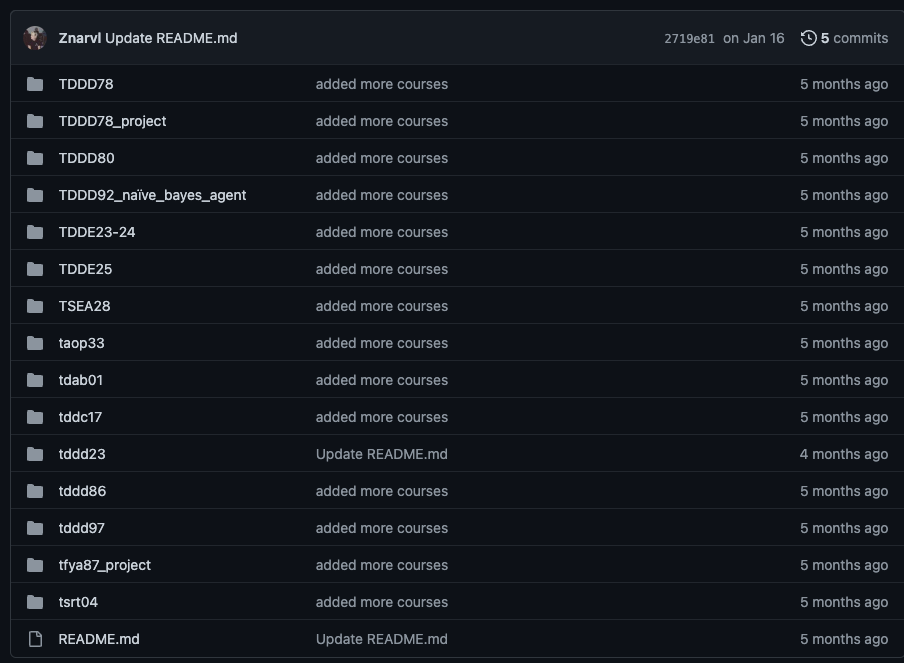 Znarvl Update README.md 2719e81 on Jan 16 5 commits
TDDD78 added more courses 5 months ago
TDDD78_project added more courses 5 months ago
TDDD80 added more courses 5 months ago
TDDD92_naïve_bayes_agent added more courses 5 months ago
TDDE23-24 added more courses 5 months ago
TDDE25 added more courses 5 months ago
TSEA28 added more courses 5 months ago
taop33 added more courses 5 months ago
tdab01 added more courses 5 months ago
tddc17 added more courses 5 months ago
tddd23 Update README.md 4 months ago
tddd86 added more courses 5 months ago
tddd97 added more courses 5 months ago
tfya87_project added more courses 5 months ago
tsrt04 added more courses 5 months ago
README.md Update README.md 5 months ago